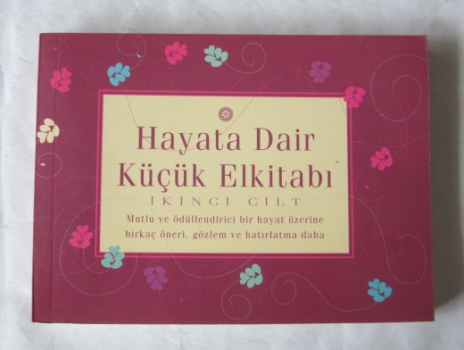 Hayata Dair
Küçük Elkitabı
İKİNCİ CİLT
Mutlu ve ödüllendirici bir hayat üzerine
birkaç öneri, gözlem ve hatırlatma daha